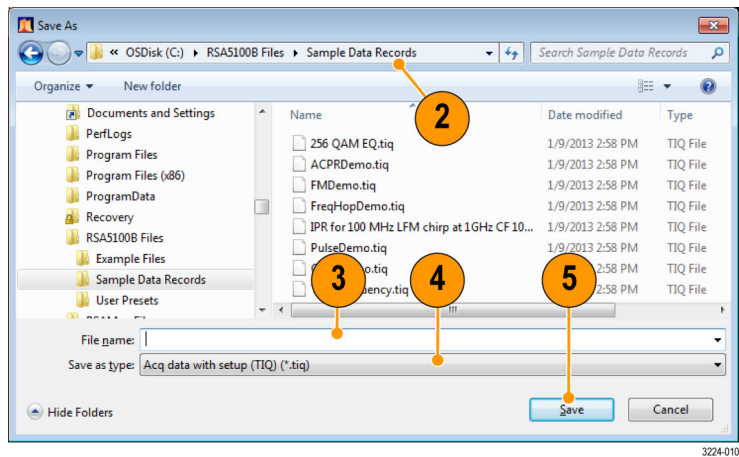 Save As
« OSDisk (C:) ▸ RSA5100B Files ▸ Sample Data Records
Search Sample Data Records
Organize
New folder
Documents and Settings
PerfLogs
Program Files
Program Files (x86)
ProgramData
Recovery
RSA5100B Files
Example Files
Sample Data Records
User Presets
Name Date modified Type
256 QAM EQ.tiq 1/9/2013 2:58 PM TIQ File
ACPRDemo.tiq 1/9/2013 2:58 PM TIQ File
FMDemo.tiq 1/9/2013 2:58 PM TIQ File
FreqHopDemo.tiq 1/9/2013 2:58 PM TIQ File
IPR for 100 MHz LFM chirp at 1GHz CF 10... 1/9/2013 2:58 PM TIQ File
PulseDemo.tiq 1/9/2013 2:58 PM TIQ File
2:58 PM TIQ File
2:58 PM TIQ File
2
3
4
5
File name:
Save as type: Acq data with setup (TIQ) (*.tiq)
Hide Folders
Save
Cancel
3224-010